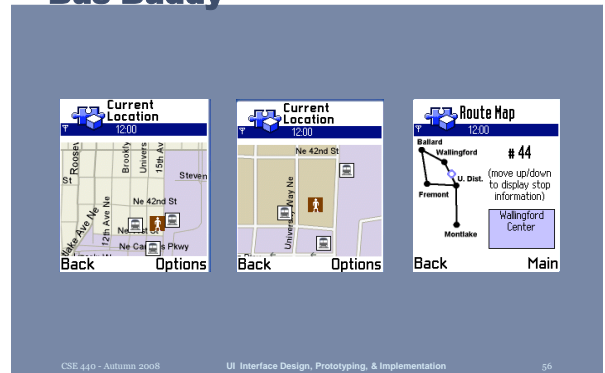 Bus Buddy
Current
Location
12:00
Roosev
Brookly
Univers
15th Av
St
Steven
Ne 42nd St
12th Ave Ne
tlake Ave Ne
Pkwy
Back Options
Current
Location
12:00
Ne 42nd St
University Way Ne
Back Options
Route Map
12:00
Ballard
Wallingford
# 44
U. Dist.
(move up/down
to display stop
information)
Fremont
Wallingford
Center
Montlake
Back Main
CSE 440 - Autumn 2008 UI Interface Design, Prototyping, & Implementation 56